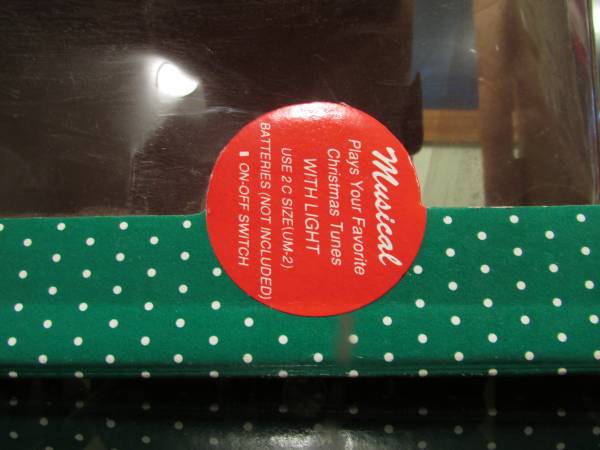 Musical
Plays Your Favorite
Christmas Tunes
WITH LIGHT
USE 2 C SIZE(UM-2)
BATTERIES (NOT INCLUDED)
▮ ON-OFF SWITCH